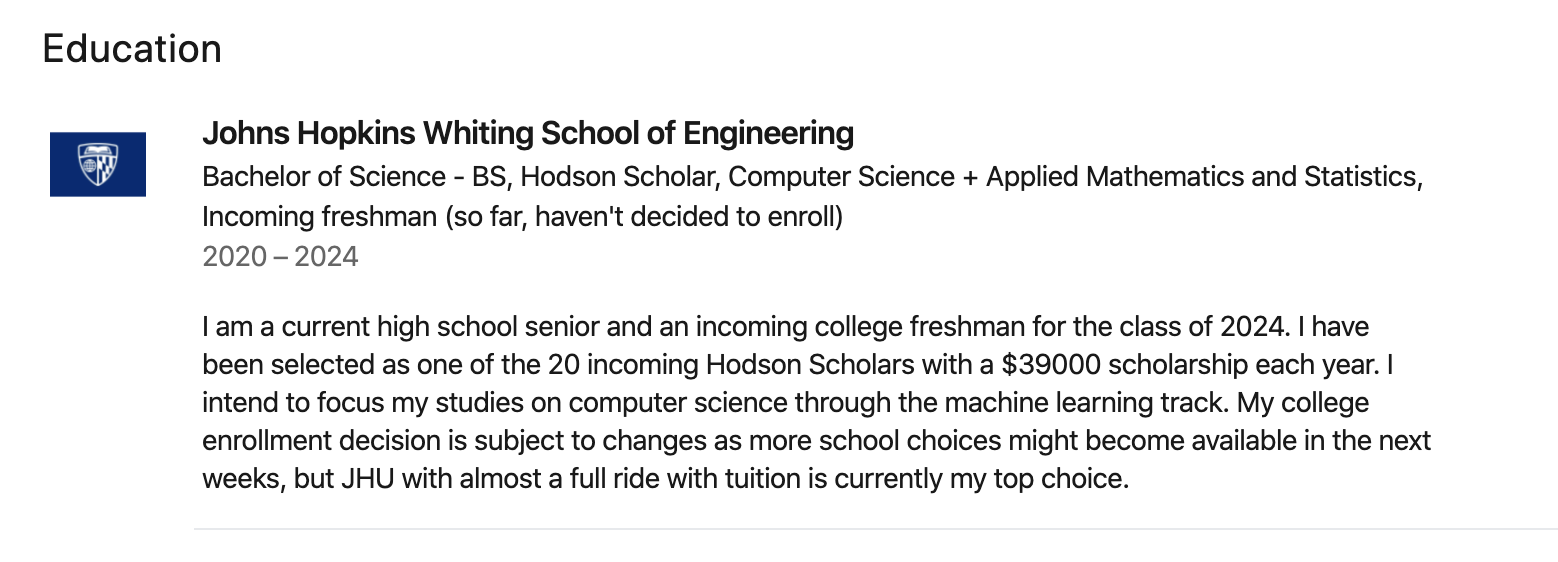 Education
Johns Hopkins Whiting School of Engineering
Bachelor of Science - BS, Hodson Scholar, Computer Science + Applied Mathematics and Statistics,
Incoming freshman (so far, haven't decided to enroll)
2020 – 2024
I am a current high school senior and an incoming college freshman for the class of 2024. I have
been selected as one of the 20 incoming Hodson Scholars with a $39000 scholarship each year. I
intend to focus my studies on computer science through the machine learning track. My college
enrollment decision is subject to changes as more school choices might become available in the next
weeks, but JHU with almost a full ride with tuition is currently my top choice.